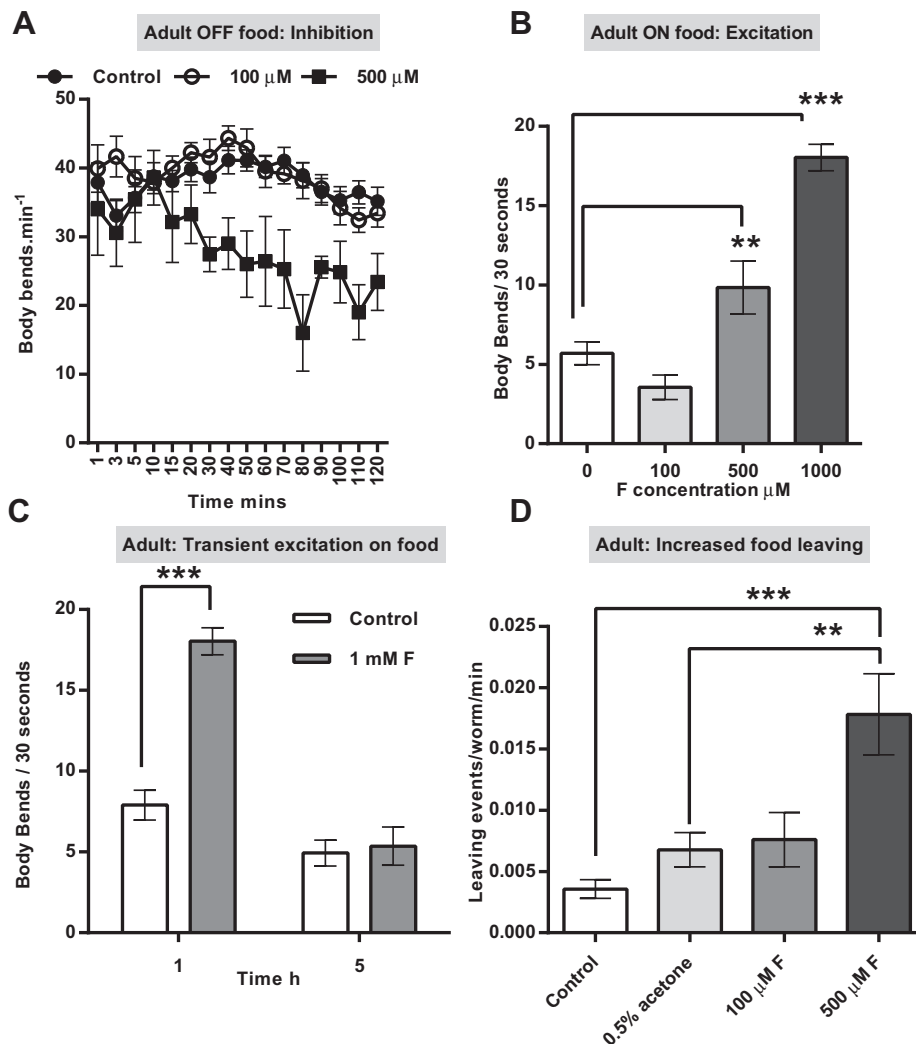 A
Adult OFF food: Inhibition
Control 100 μM 500 μM
50
40
30
20
10
0
Body bends.min-1
1 3 5 10 15 20 30 40 50 60 70 80 90 100 110 120
Time mins
B
Adult ON food: Excitation
***
**
20
15
10
5
0
Body Bends/ 30 seconds
0 100 500 1000
F concentration μM
C
Adult: Transient excitation on food
***
Control
1 mM F
20
15
10
5
0
Body Bends / 30 seconds
1 5
Time h
D
Adult: Increased food leaving
***
**
0.025
0.020
0.015
0.010
0.005
0.000
Leaving events/worm/min
Control
0.5% acetone
100 μM F
500 μM F